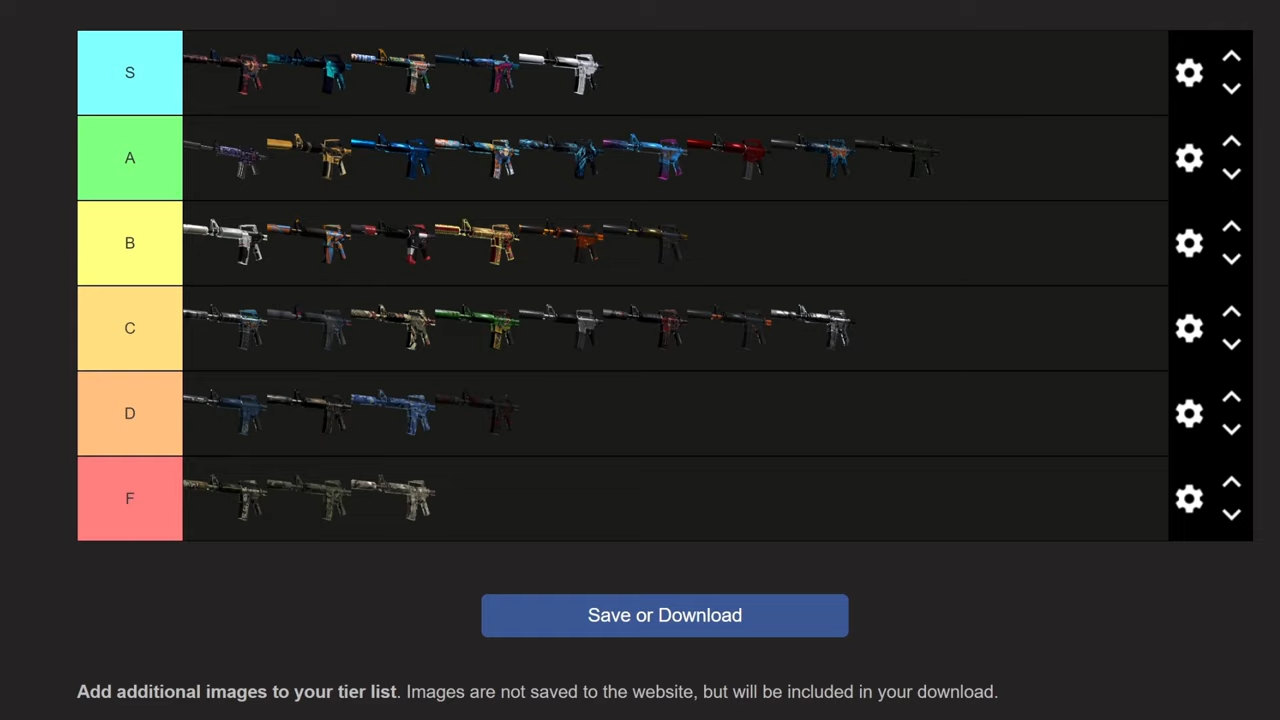 S
A
B
C
D
F
Save or Download
Add additional images to your tier list. Images are not saved to the website, but will be included in your download.